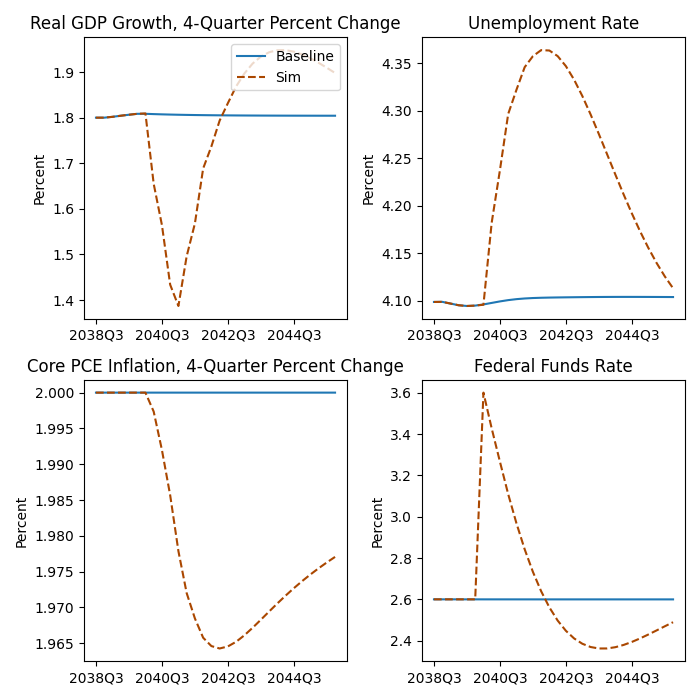 Real GDP Growth, 4-Quarter Percent Change
Percent
1.9
1.8
1.7
1.6
1.5
1.4
Baseline
Sim
2038Q3 2040Q3 2042Q3 2044Q3
Unemployment Rate
Percent
4.35
4.30
4.25
4.20
4.15
4.10
2038Q3 2040Q3 2042Q3 2044Q3
Core PCE Inflation, 4-Quarter Percent Change
Percent
2.000
1.995
1.990
1.985
1.980
1.975
1.970
1.965
2038Q3 2040Q3 2042Q3 2044Q3
Federal Funds Rate
Percent
3.6
3.4
3.2
3.0
2.8
2.6
2.4
2038Q3 2040Q3 2042Q3 2044Q3